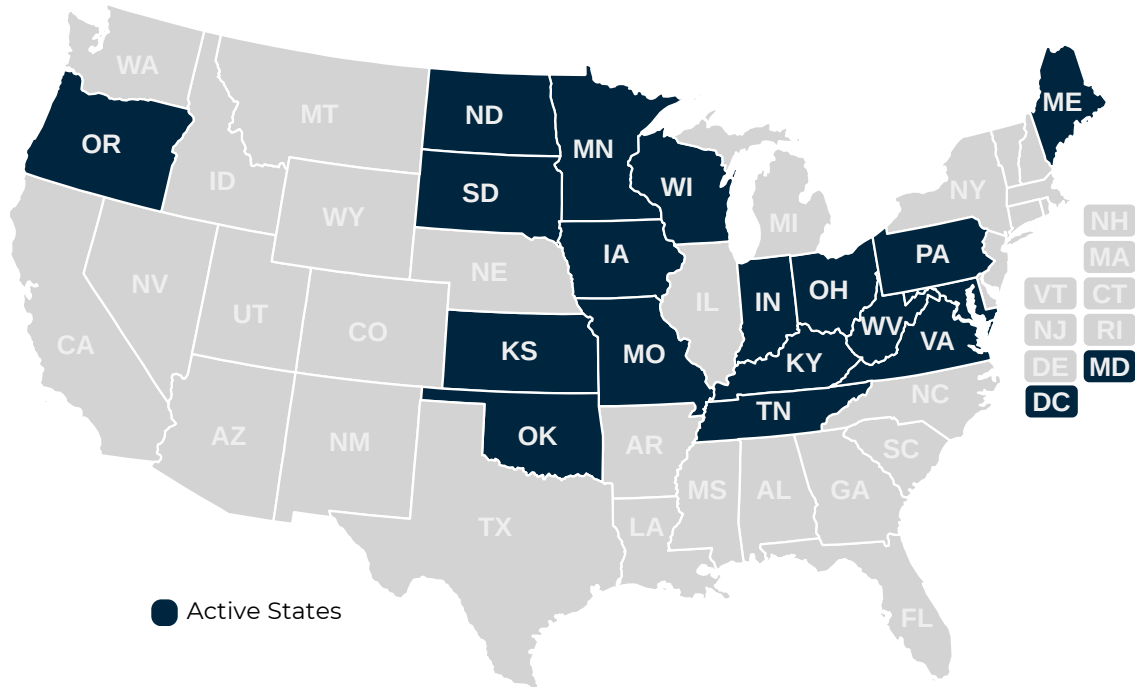 WA
MT
ND
MN
ME
OR
ID
SD
WI
NY
WY
MI
NH
IA
PA
MA
NE
NV
IL
IN
OH
VT
CT
UT
CO
WV
NJ
RI
CA
KS
MO
KY
VA
DE
MD
NC
DC
TN
AZ
NM
OK
AR
SC
MS
AL
GA
TX
LA
Active States
FL